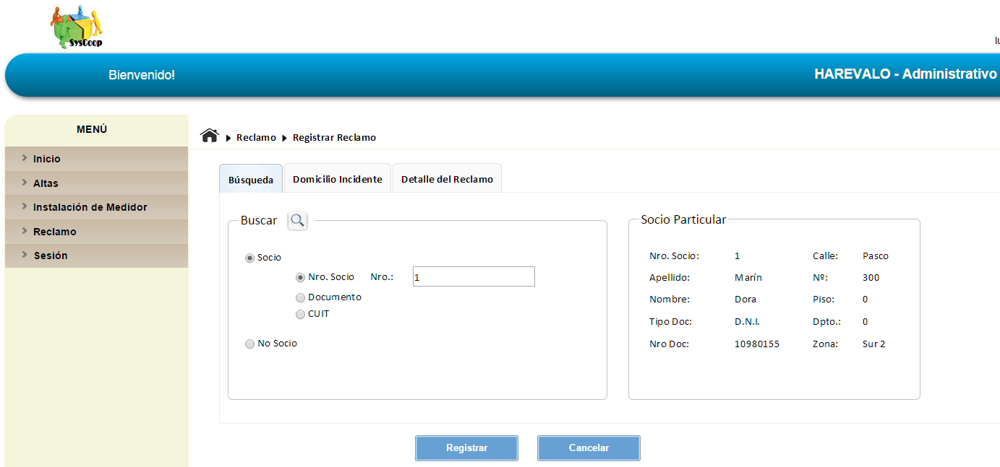 SysCoop
Bienvenido!
HAREVALO - Administrativo
MENÚ
Inicio
Altas
Instalación de Medidor
Reclamo
Sesión
Reclamo Registrar Reclamo
Búsqueda Domicilio Incidente Detalle del Reclamo
Buscar
Socio
Nro. Socio Nro.: 1
Documento
CUIT
No Socio
Socio Particular
Nro. Socio: 1 Calle: Pasco
Apellido: Marín Nº: 300
Nombre: Dora Piso: 0
Tipo Doc: D.N.I. Dpto.: 0
Nro Doc: 10980155 Zona: Sur 2
Registrar Cancelar